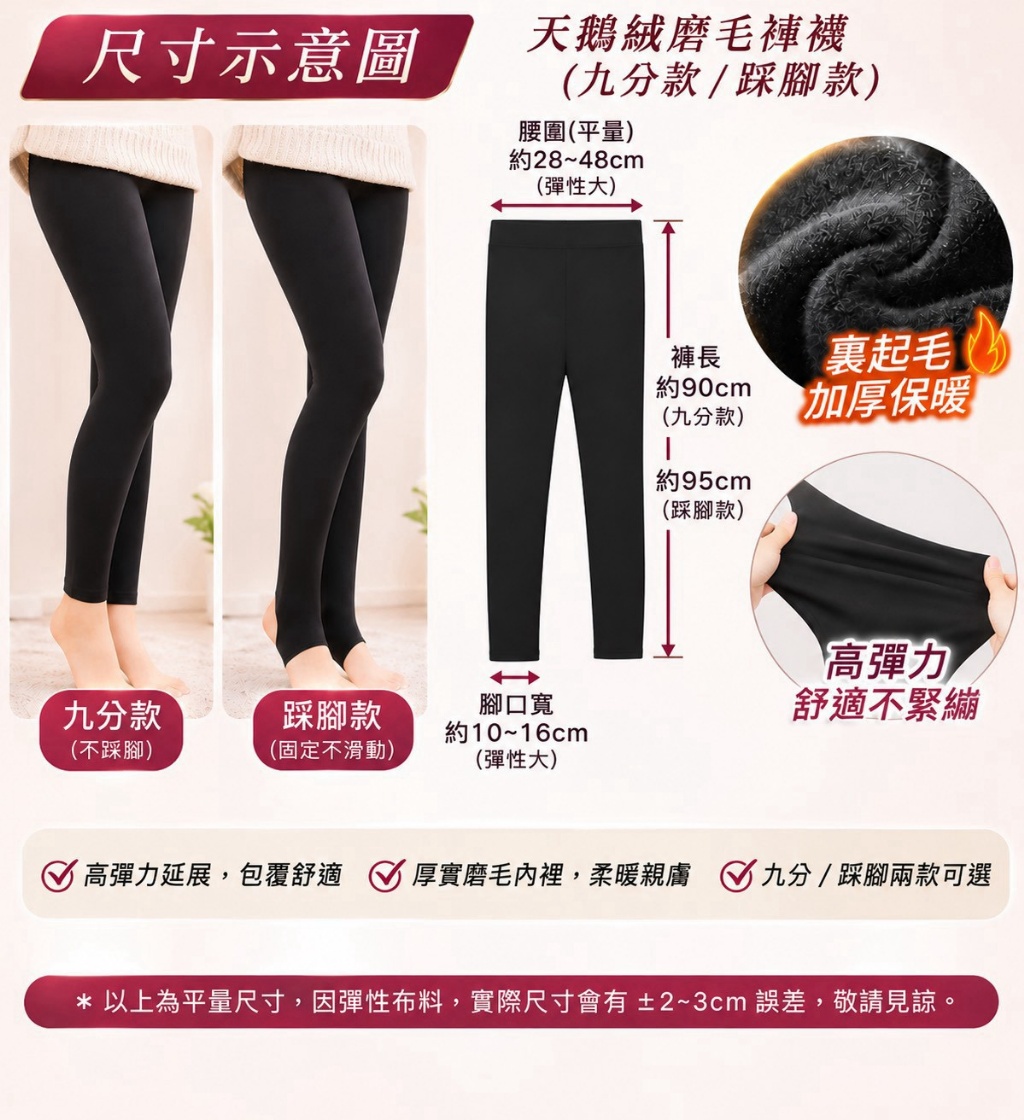 尺寸示意圖
天鵝絨磨毛褲襪
(九分款/踩腳款)
腰圍(平量)
約28~48cm
(彈性大)
褲長
約90cm
(九分款)
約95cm
(踩腳款)
裏起毛
加厚保暖
高彈力
舒適不緊繃
九分款
(不踩腳)
踩腳款
(固定不滑動)
腳口寬
約10~16cm
(彈性大)
高彈力延展，包覆舒適
厚實磨毛內裡，柔暖親膚
九分/踩腳兩款可選
＊以上為平量尺寸，因彈性布料，實際尺寸會有 ±2~3cm 誤差，敬請見諒。